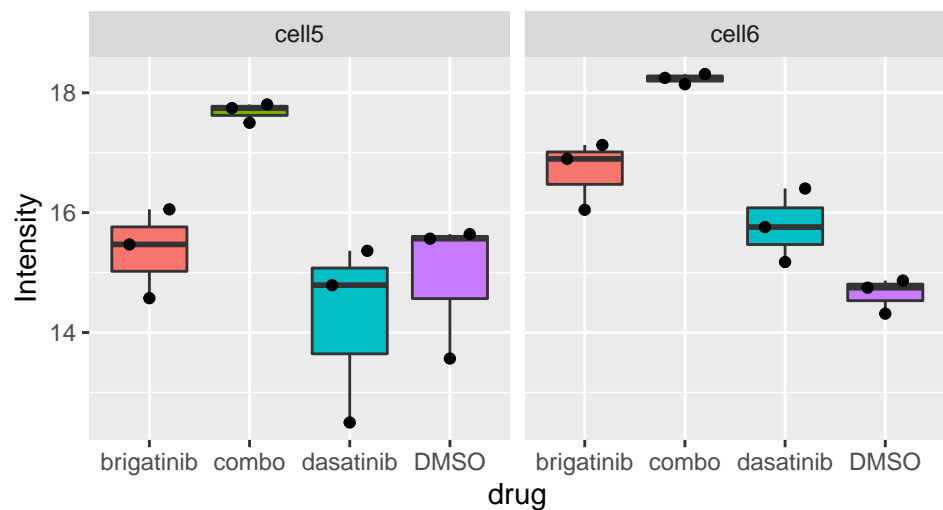 cell5 cell6
18
16
14
Intensity
brigatinib combo dasatinib DMSO brigatinib combo dasatinib DMSO
drug